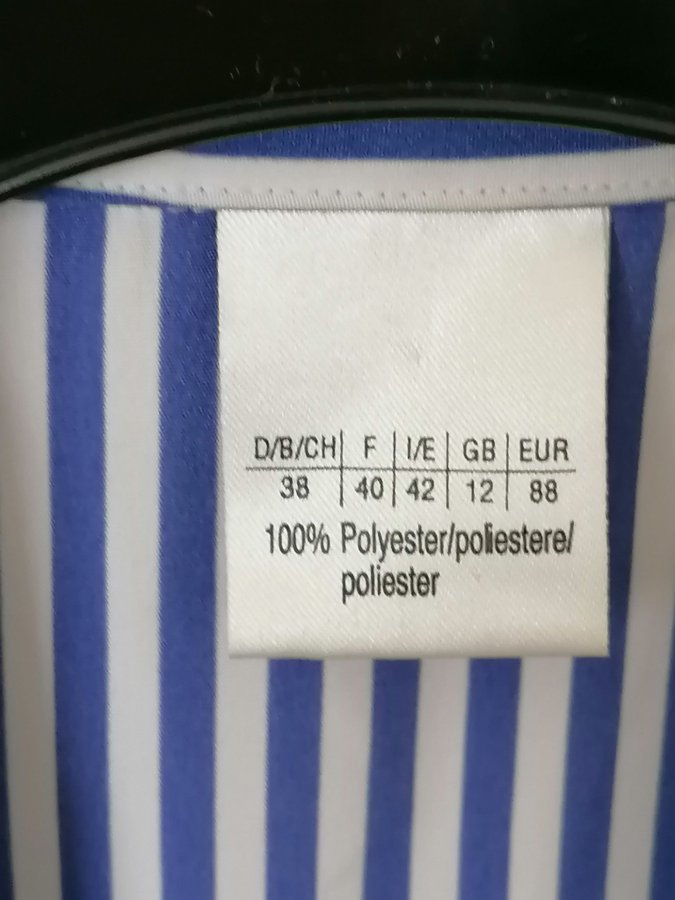 D/B/CH F I/E GB EUR
38 40 42 12 88
100% Polyester/poliestere/
poliester